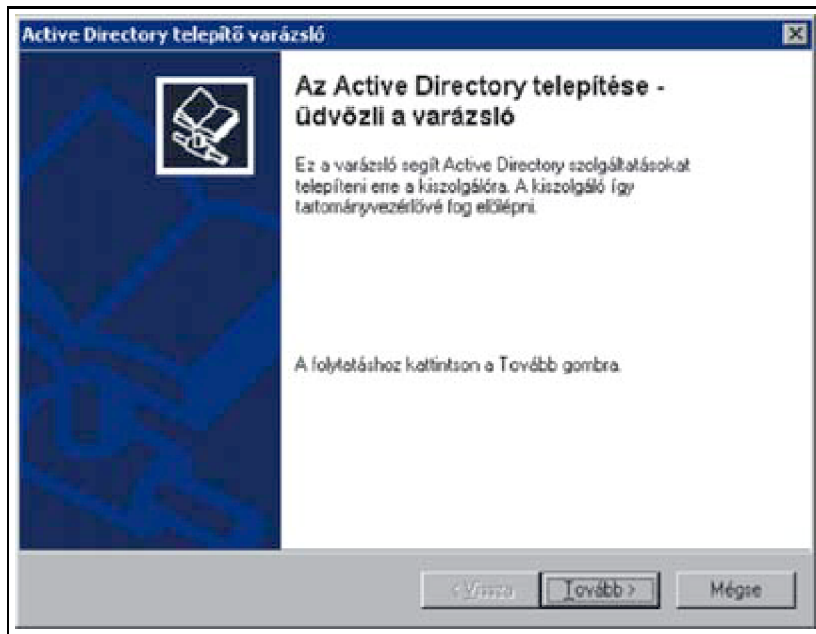 Active Directory telepítő varázsló
Az Active Directory telepítése -
üdvözli a varázsló
Ez a varázsló segít Active Directory szolgáltatásokat
telepíteni erre a kiszolgálóra. A kiszolgáló így
tartományvezérlővé fog előlépni.
A folytatáshoz kattintson a Tovább gombra.
< Vissza Tovább > Mégse